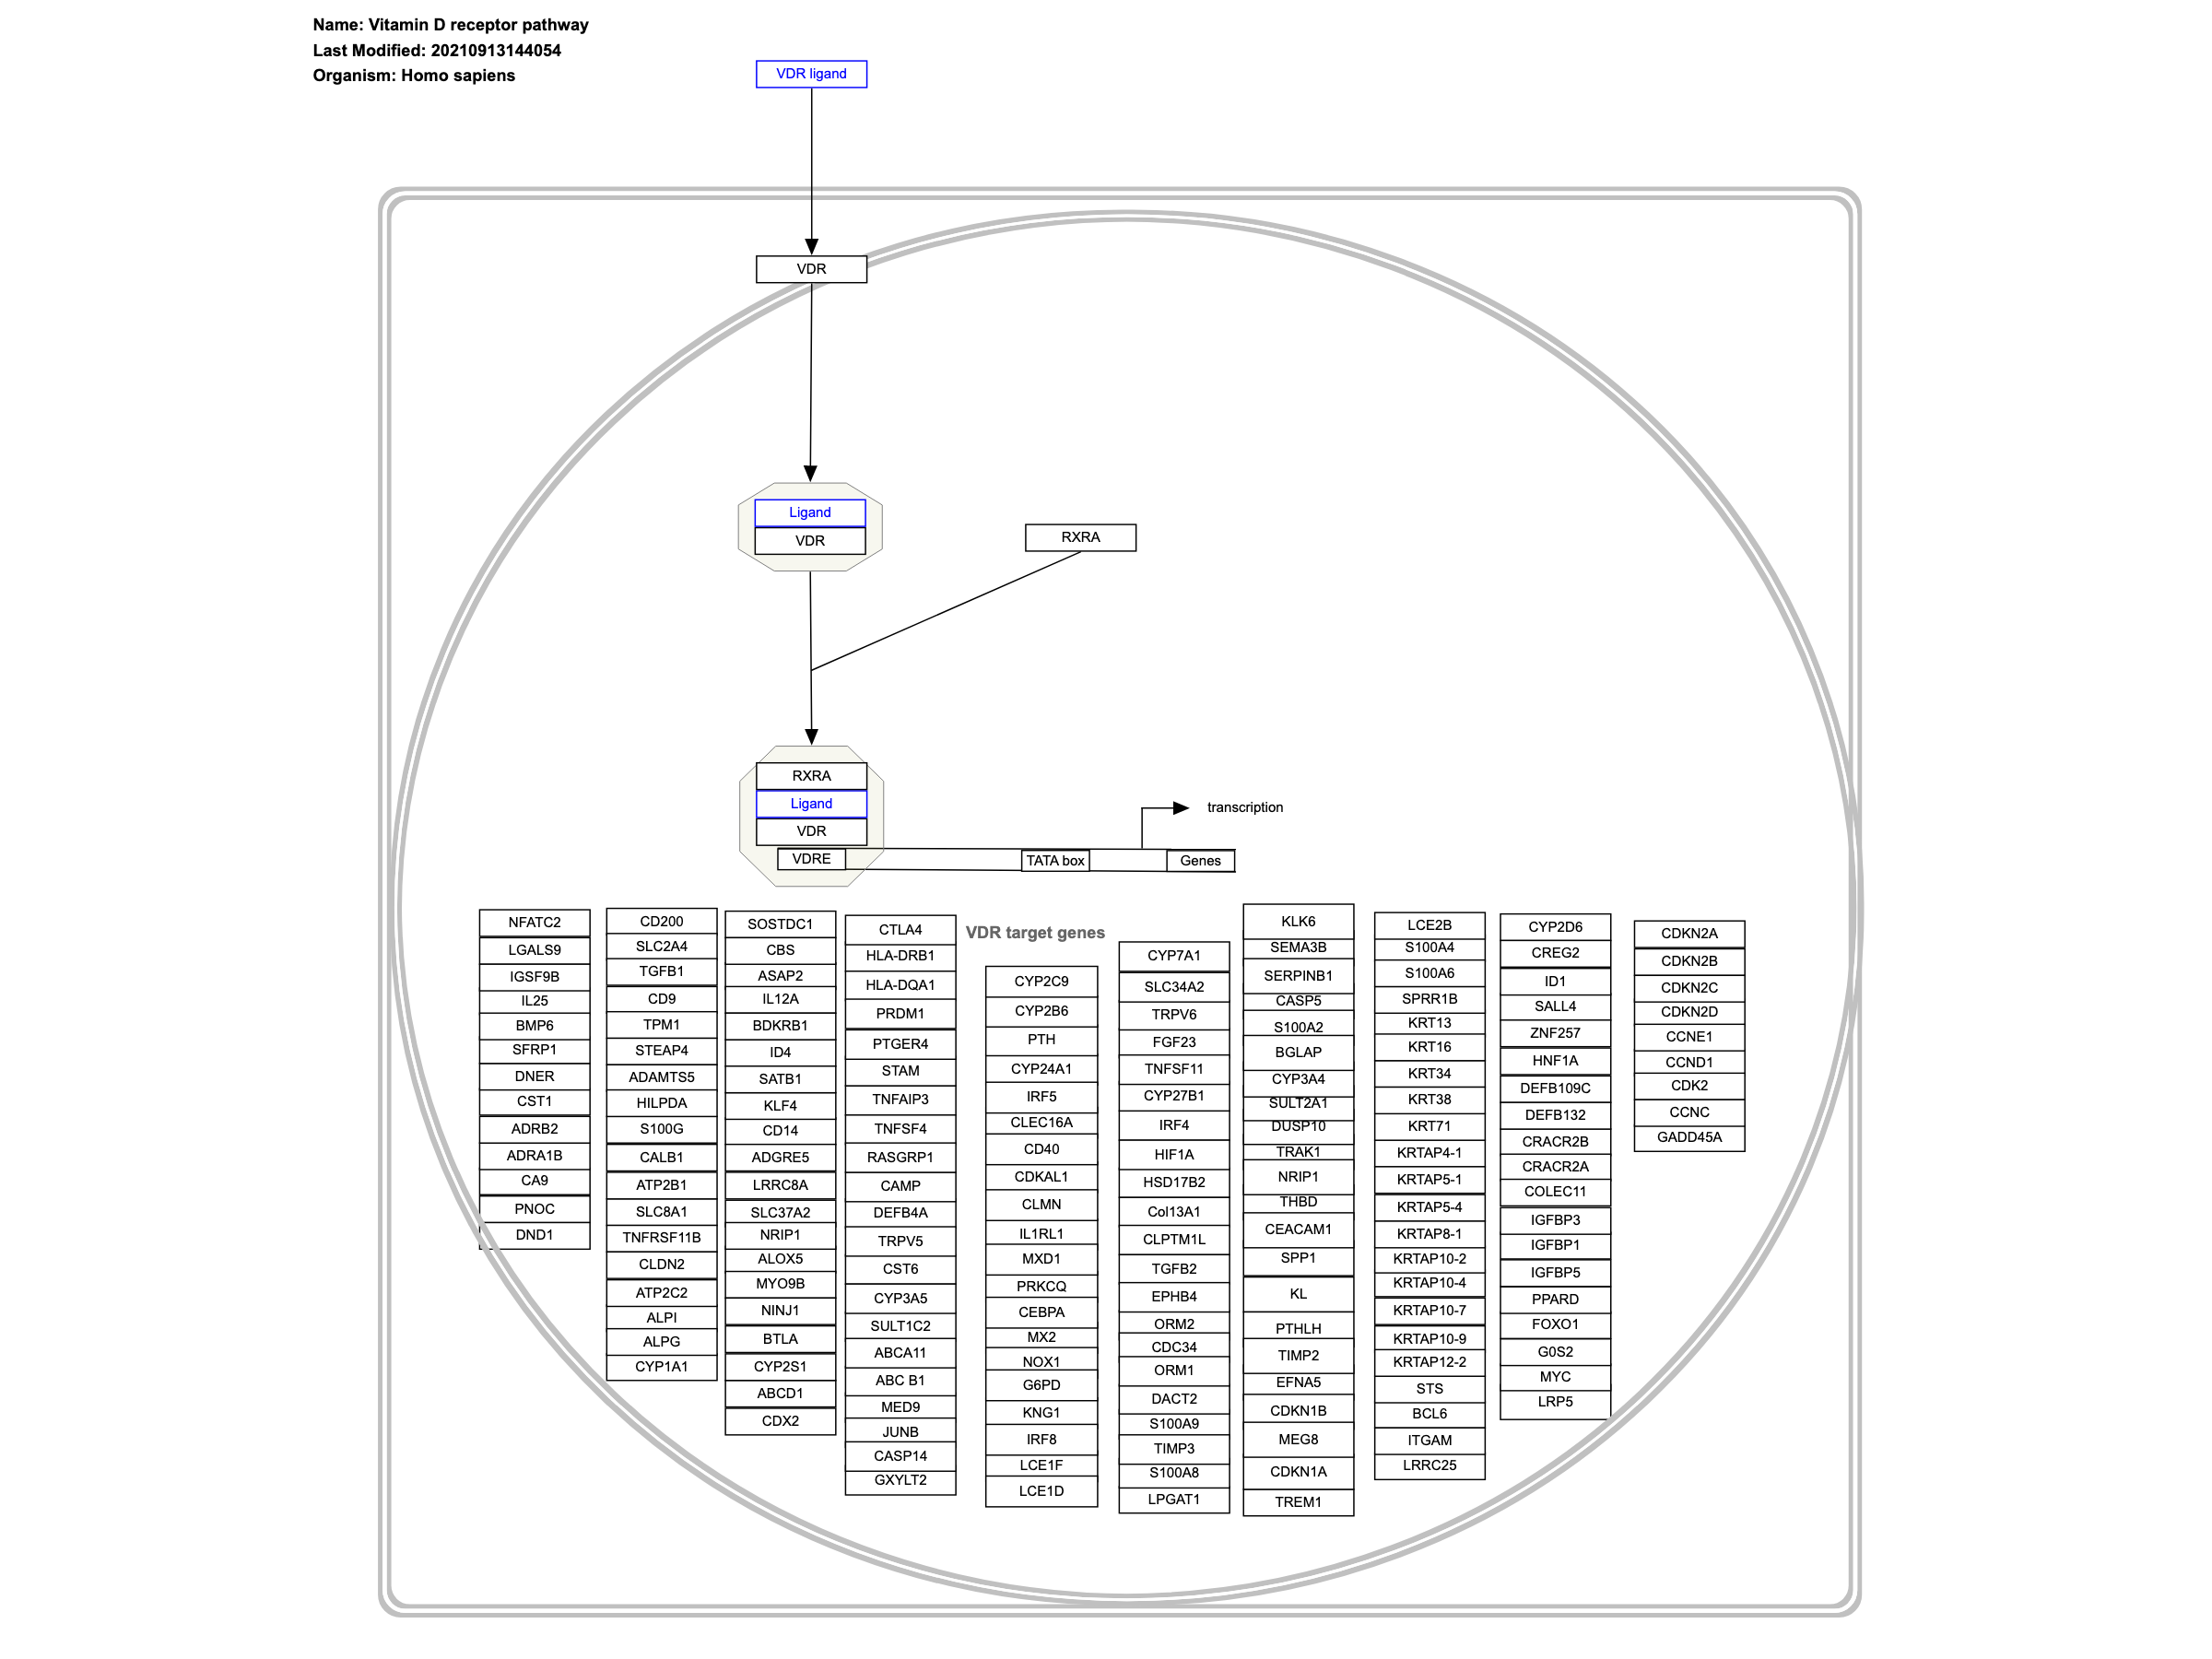 Name: Vitamin D receptor pathway
Last Modified: 20210913144054
Organism: Homo sapiens
VDR ligand
VDR
Ligand
VDR
RXRA
RXRA
Ligand
VDR
VDRE
TATA box
Genes
transcription
VDR target genes
NFATC2
LGALS9
IGSF9B
IL25
BMP6
SFRP1
DNER
CST1
ADRB2
ADRA1B
CA9
PNOC
DND1
CD200
SLC2A4
TGFB1
CD9
TPM1
STEAP4
ADAMTS5
HILPDA
S100G
CALB1
ATP2B1
SLC8A1
TNFRSF11B
CLDN2
ATP2C2
ALPI
ALPG
CYP1A1
SOSTDC1
CBS
ASAP2
IL12A
BDKRB1
ID4
SATB1
KLF4
CD14
ADGRE5
LRRC8A
SLC37A2
NRIP1
ALOX5
MYO9B
NINJ1
BTLA
CYP2S1
ABCD1
CDX2
CTLA4
HLA-DRB1
HLA-DQA1
PRDM1
PTGER4
STAM
TNFAIP3
TNFSF4
RASGRP1
CAMP
DEFB4A
TRPV5
CST6
CYP3A5
SULT1C2
ABCA11
ABC B1
MED9
JUNB
CASP14
GXYLT2
CYP2C9
CYP2B6
PTH
CYP24A1
IRF5
CLEC16A
CD40
CDKAL1
CLMN
IL1RL1
MXD1
PRKCQ
CEBPA
MX2
NOX1
G6PD
KNG1
IRF8
LCE1F
LCE1D
CYP7A1
SLC34A2
TRPV6
FGF23
TNFSF11
CYP27B1
IRF4
HIF1A
HSD17B2
Col13A1
CLPTM1L
TGFB2
EPHB4
ORM2
CDC34
ORM1
DACT2
S100A9
TIMP3
S100A8
LPGAT1
KLK6
SEMA3B
SERPINB1
CASP5
S100A2
BGLAP
CYP3A4
SULT2A1
DUSP10
TRAK1
NRIP1
THBD
CEACAM1
SPP1
KL
PTHLH
TIMP2
EFNA5
CDKN1B
MEG8
CDKN1A
TREM1
LCE2B
S100A4
S100A6
SPRR1B
KRT13
KRT16
KRT34
KRT38
KRT71
KRTAP4-1
KRTAP5-1
KRTAP5-4
KRTAP8-1
KRTAP10-2
KRTAP10-4
KRTAP10-7
KRTAP10-9
KRTAP12-2
STS
BCL6
ITGAM
LRRC25
CYP2D6
CREG2
ID1
SALL4
ZNF257
HNF1A
DEFB109C
DEFB132
CRACR2B
CRACR2A
COLEC11
IGFBP3
IGFBP1
IGFBP5
PPARD
FOXO1
G0S2
MYC
LRP5
CDKN2A
CDKN2B
CDKN2C
CDKN2D
CCNE1
CCND1
CDK2
CCNC
GADD45A